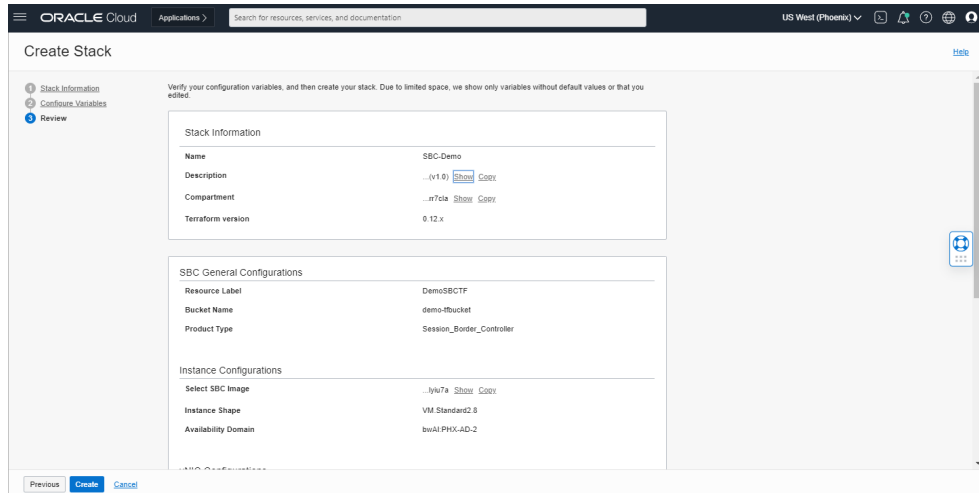 ORACLE Cloud Applications > Search for resources, services, and documentation US West (Phoenix)
Create Stack Help
1 Stack Information
2 Configure Variables
3 Review
Verify your configuration variables, and then create your stack. Due to limited space, we show only variables without default values or that you
edited.
Stack Information
Name SBC-Demo
Description ...(v1.0) Show Copy
Compartment ...rr7cla Show Copy
Terraform version 0.12.x
SBC General Configurations
Resource Label DemoSBCTF
Bucket Name demo-tfbucket
Product Type Session_Border_Controller
Instance Configurations
Select SBC Image ...lyiu7a Show Copy
Instance Shape VM.Standard2.8
Availability Domain bwAI:PHX-AD-2
vNIC Configurations
Previous Create Cancel